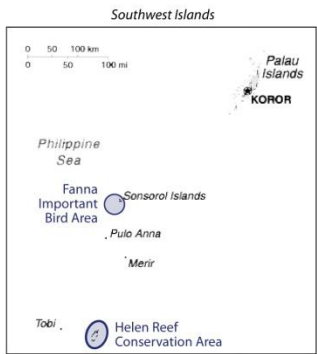 Southwest Islands
0 50 100 km
0 50 100 mi
Palau
Islands
KOROR
Philippine
Sea
Fanna
Important
Bird Area
Sonsorol Islands
Pulo Anna
Merir
Tobi
Helen Reef
Conservation Area